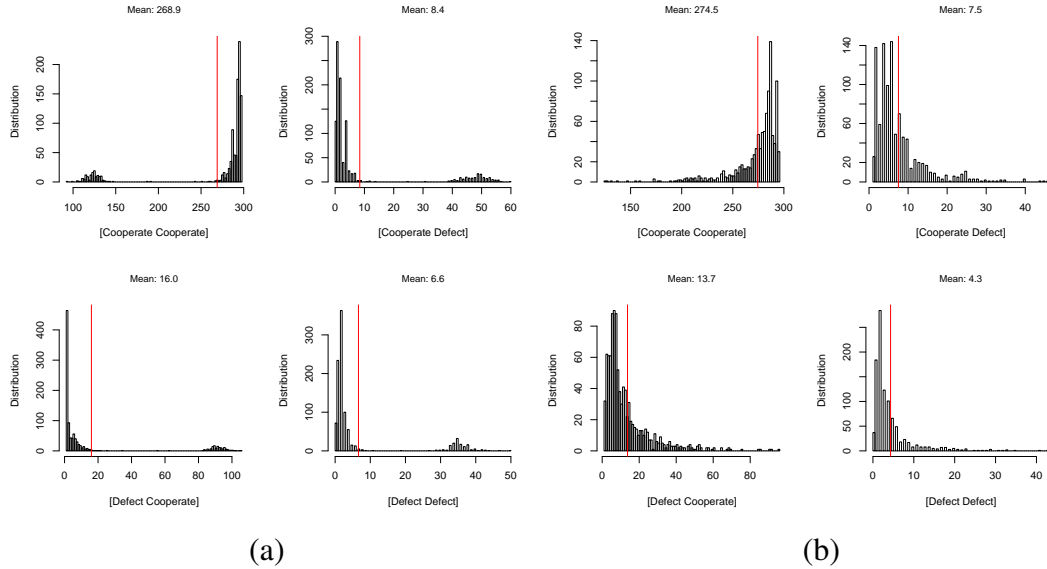 Mean: 268.9
Distribution
0 50 100 150 200
100 150 200 250 300
[Cooperate Cooperate]
Mean: 8.4
Distribution
0 50 100 150 200 250 300
0 10 20 30 40 50 60
[Cooperate Defect]
Mean: 274.5
Distribution
0 20 60 100 140
150 200 250 300
[Cooperate Cooperate]
Mean: 7.5
Distribution
0 20 60 100 140
0 10 20 30 40
[Cooperate Defect]
Mean: 16.0
Distribution
0 100 200 300 400
0 20 40 60 80 100
[Defect Cooperate]
Mean: 6.6
Distribution
0 50 100 200 300
0 10 20 30 40 50
[Defect Defect]
Mean: 13.7
Distribution
0 20 40 60 80
0 20 40 60 80
[Defect Cooperate]
Mean: 4.3
Distribution
0 50 100 150 200 250
0 10 20 30 40
[Defect Defect]
(a)
(b)